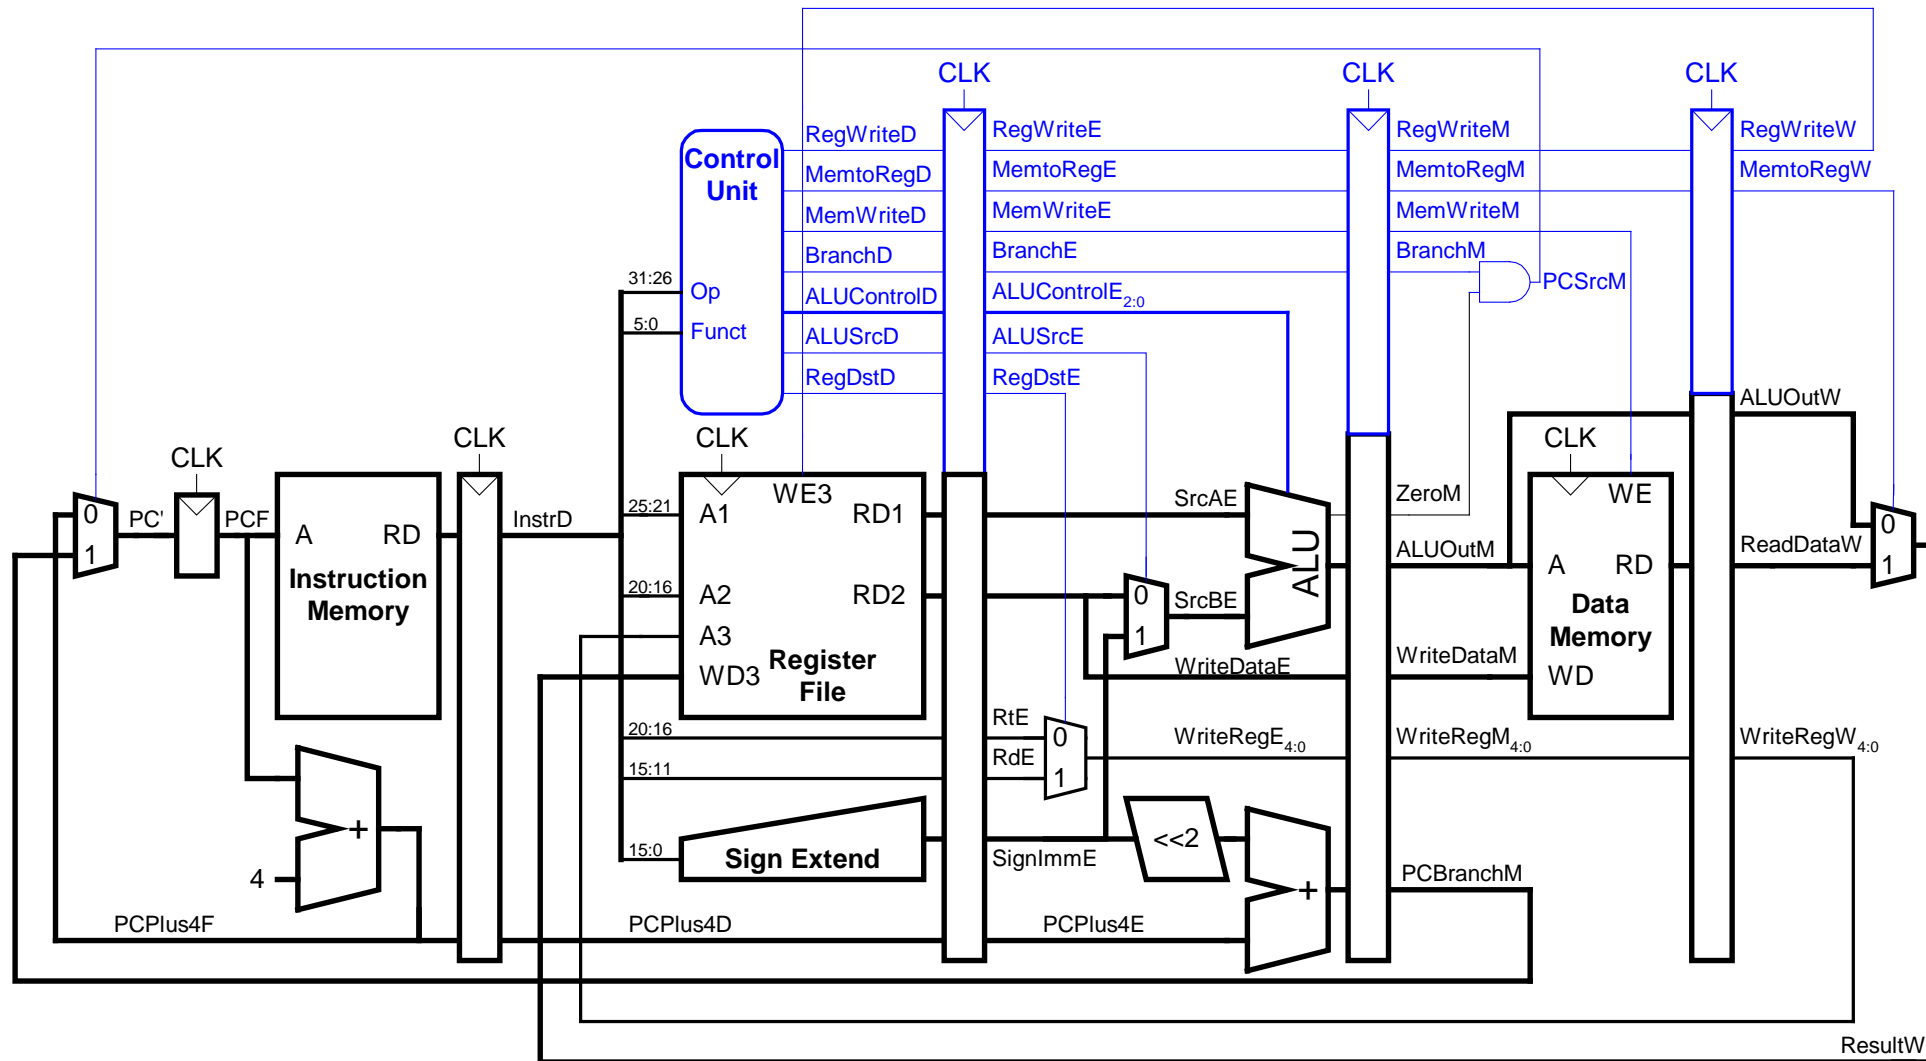 CLK
CLK
CLK
RegWriteD
RegWriteE
RegWriteM
RegWriteW
Control
Unit
MemtoRegD
MemtoRegE
MemtoRegM
MemtoRegW
MemWriteD
MemWriteE
MemWriteM
BranchD
BranchE
BranchM
31:26
Op
ALUControlD
ALUControlE2:0
PCSrcM
5:0
Funct
ALUSrcD
ALUSrcE
RegDstD
RegDstE
ALUOutW
CLK
CLK
CLK
CLK
0
1
PC'
PCF
A
RD
Instruction
Memory
InstrD
25:21
A1
WE3
RD1
SrcAE
ZeroM
WE
0
1
ALU
ALUOutM
A
RD
ReadDataW
20:16
A2
RD2
0
1
SrcBE
Data
Memory
A3
WD3
Register
File
WriteDataE
WriteDataM
WD
20:16
RtE
0
1
WriteRegE4:0
WriteRegM4:0
WriteRegW4:0
15:11
RdE
+
4
15:0
Sign Extend
SignImmE
<<2
+
PCBranchM
PCPlus4F
PCPlus4D
PCPlus4E
ResultW